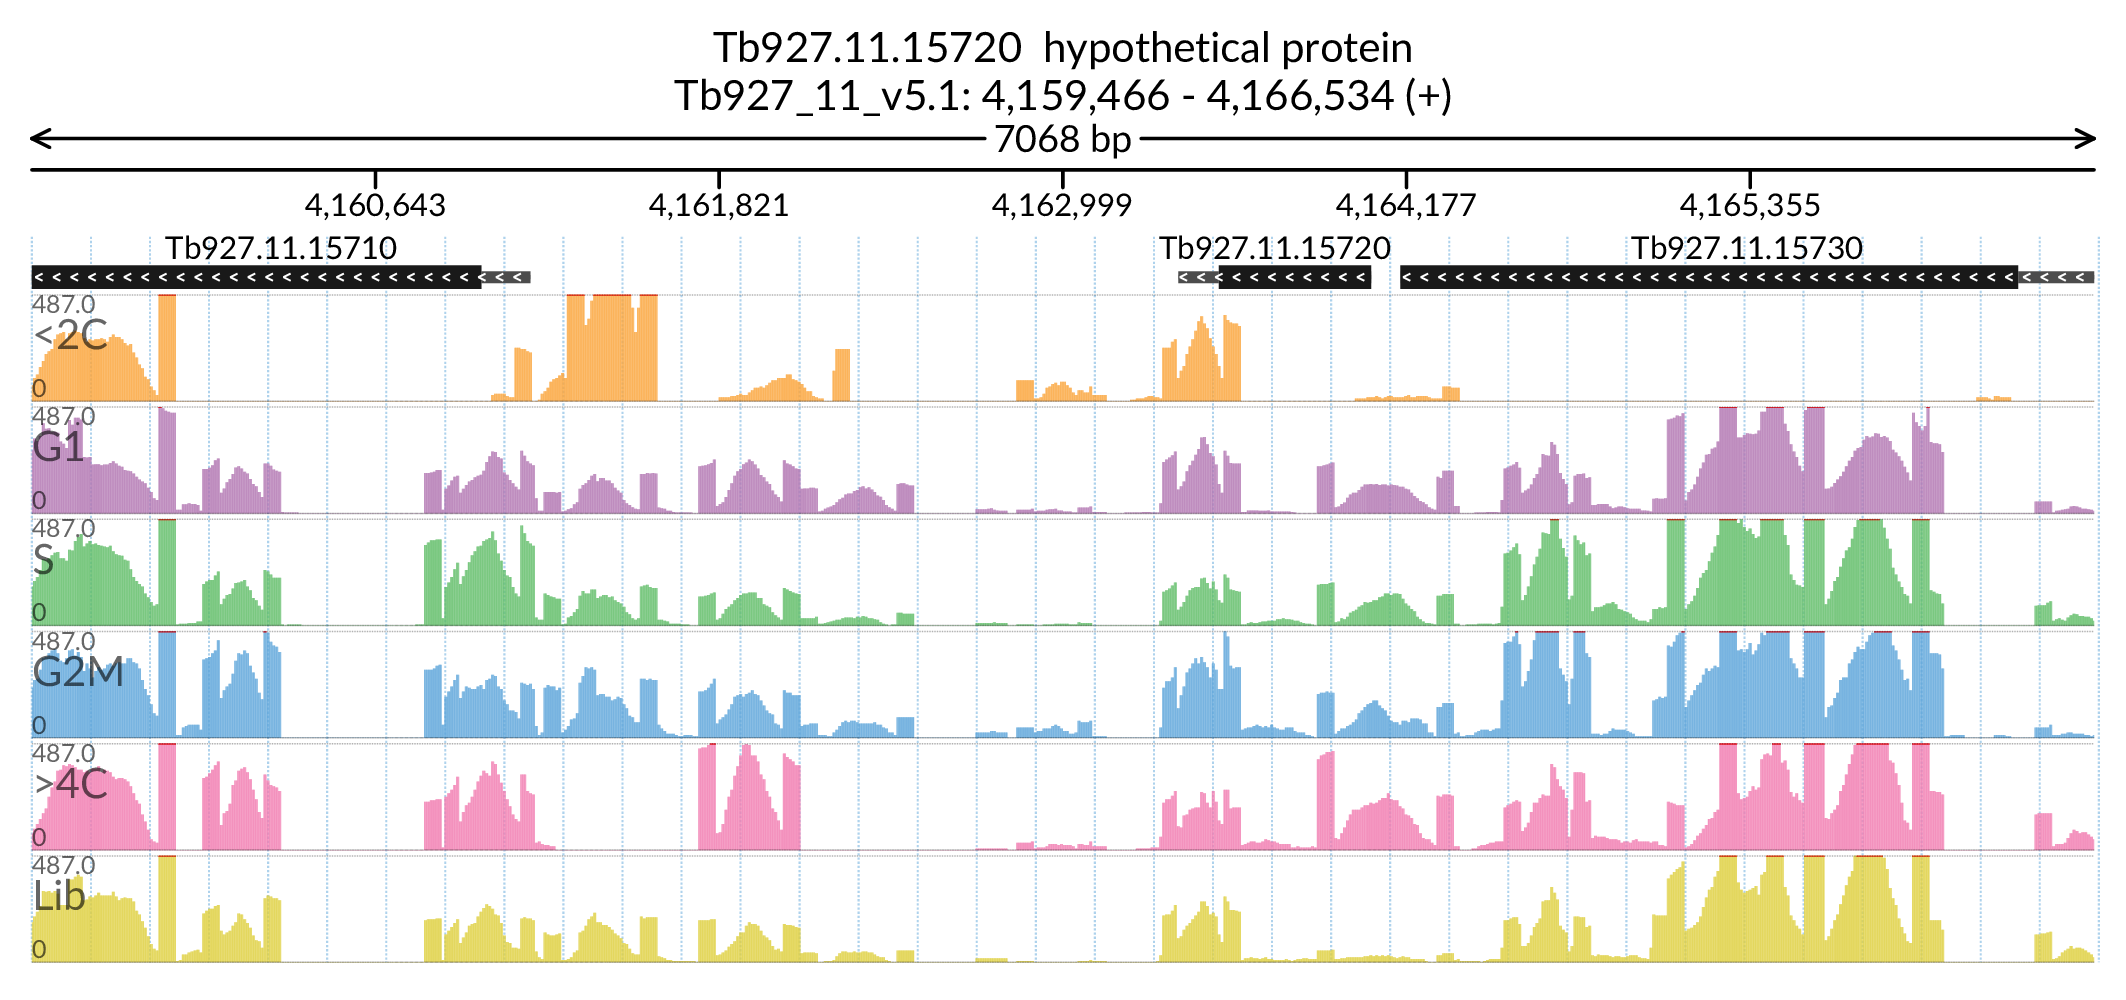 Tb927.11.15720 hypothetical protein
Tb927_11_v5.1: 4,159,466 - 4,166,534 (+)
7068 bp
4,160,643 4,161,821 4,162,999 4,164,177 4,165,355
Tb927.11.15710 Tb927.11.15720 Tb927.11.15730
487.0
<2C
0
487.0
G1
0
487.0
S
0
487.0
G2M
0
487.0
>4C
0
487.0
Lib
0